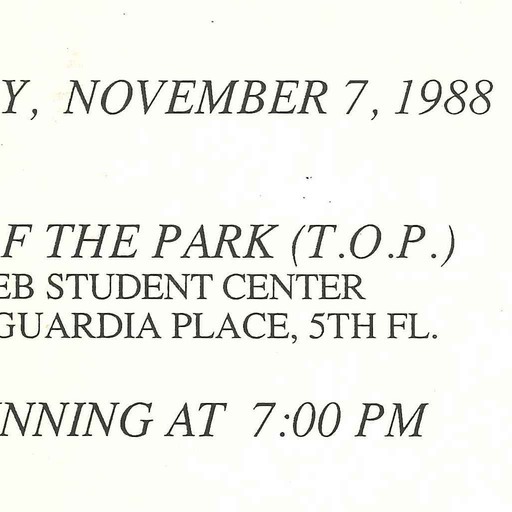 Y, NOVEMBER 7, 1988
F THE PARK (T.O.P.)
EB STUDENT CENTER
GUARDIA PLACE, 5TH FL.
NNING AT 7:00 PM